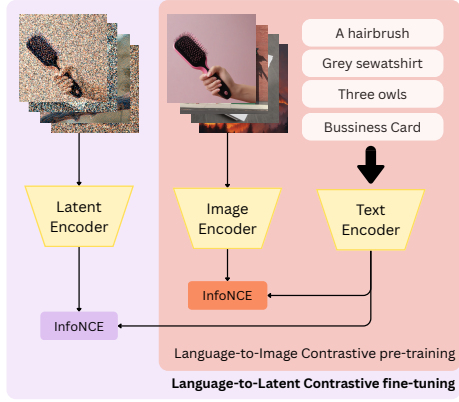 A hairbrush
Grey sewatshirt
Three owls
Bussiness Card
Latent
Encoder
Image
Encoder
Text
Encoder
InfoNCE
InfoNCE
Language-to-Image Contrastive pre-training
Language-to-Latent Contrastive fine-tuning